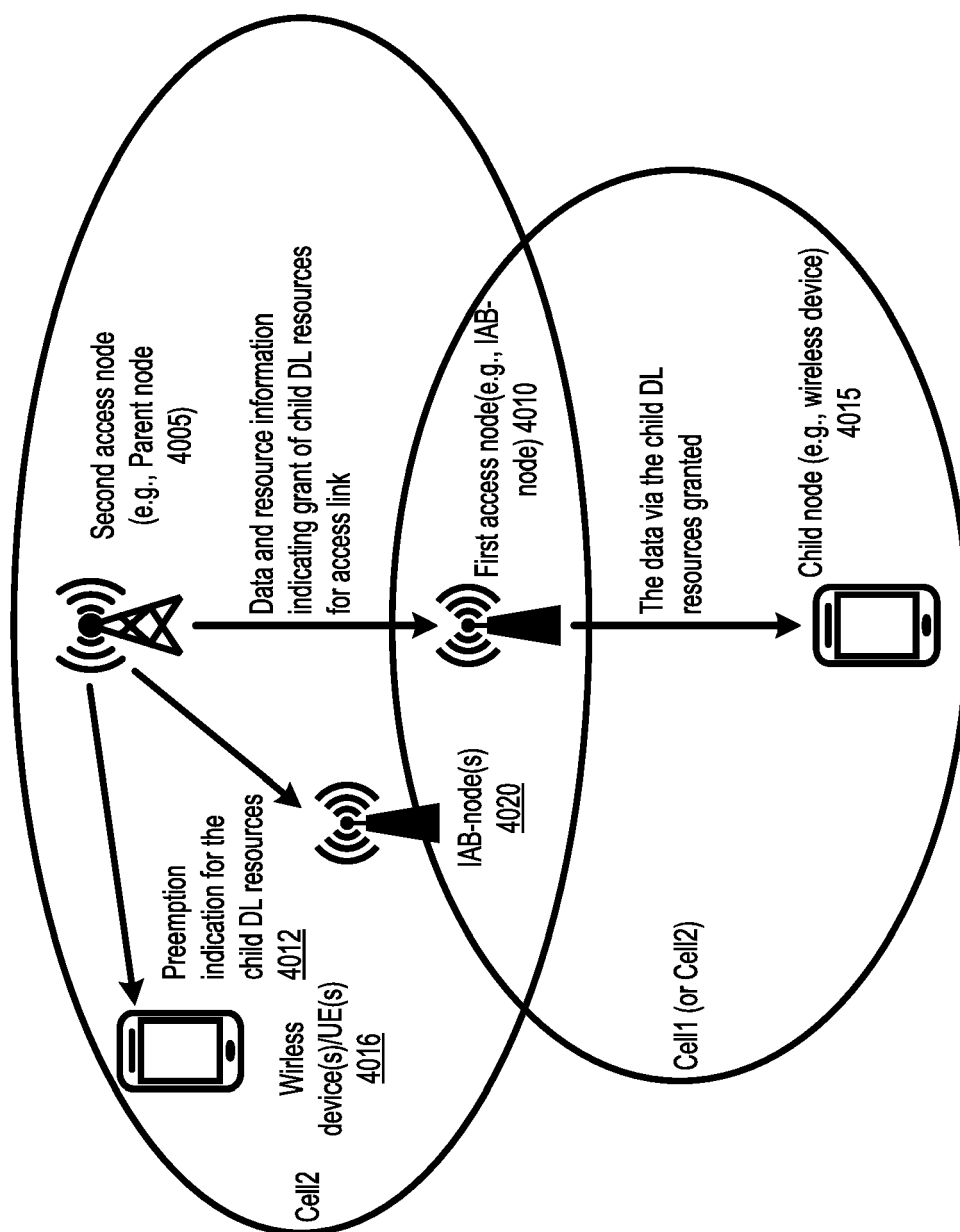 Second access node
(e.g., Parent node
4005)
Data and resource information
indicating grant of child DL resources
for access link
Preemption
indication for the
child DL resources
4012
Wirless
device(s)/UE(s)
4016
IAB-node(s)
4020
Cell2
First access node(e.g., IAB-
node) 4010
The data via the child DL
resources granted
Child node (e.g., wireless device)
4015
Cell1 (or Cell2)